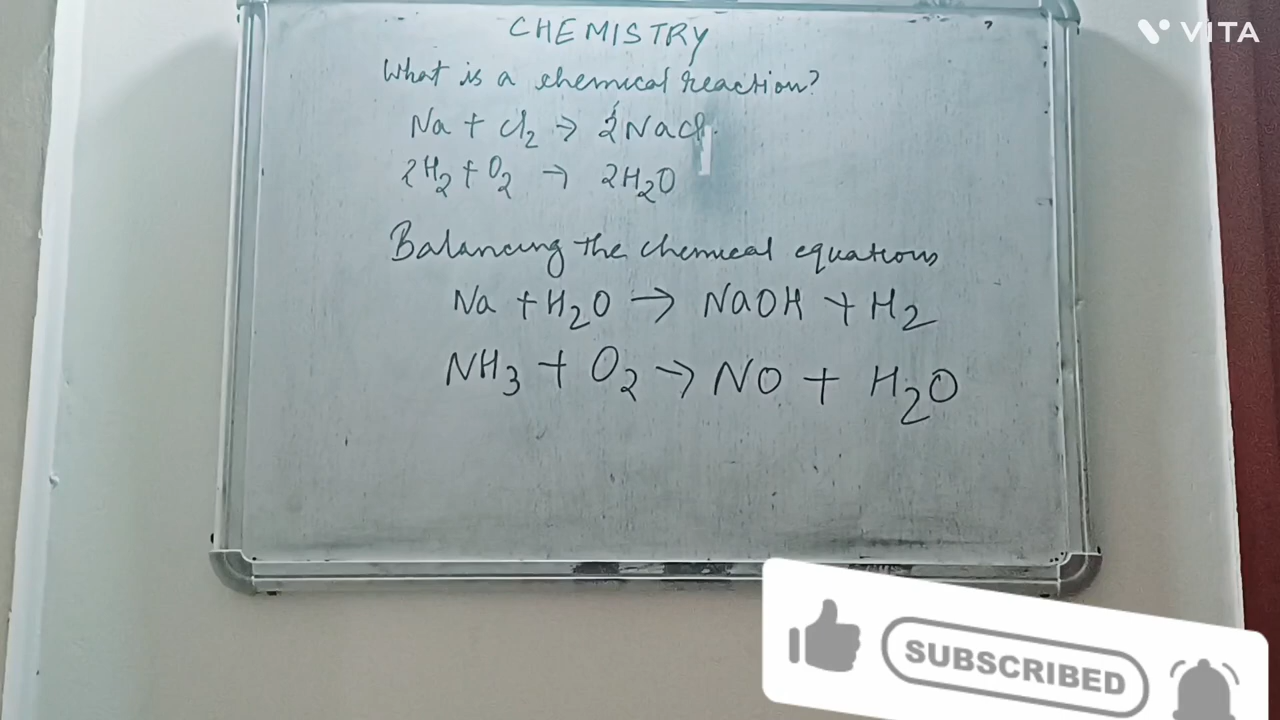 CHEMISTRY
VITA
What is a chemical reaction?
Na + Cl₂ → 2NaCl.
2H₂ + O₂ → 2H₂O
Balancing the chemical equations
Na + H₂O → NaOH + H₂
NH₃ + O₂ → NO + H₂O
SUBSCRIBED